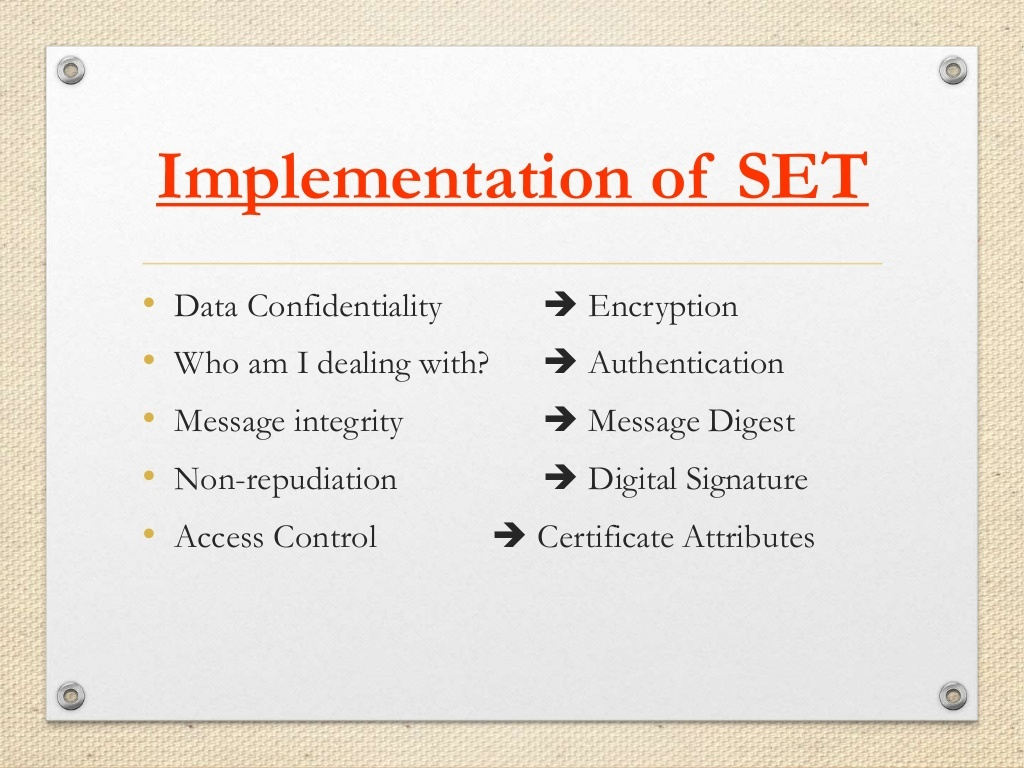 Implementation of SET
• Data Confidentiality ➔ Encryption
• Who am I dealing with? ➔ Authentication
• Message integrity ➔ Message Digest
• Non-repudiation ➔ Digital Signature
• Access Control ➔ Certificate Attributes